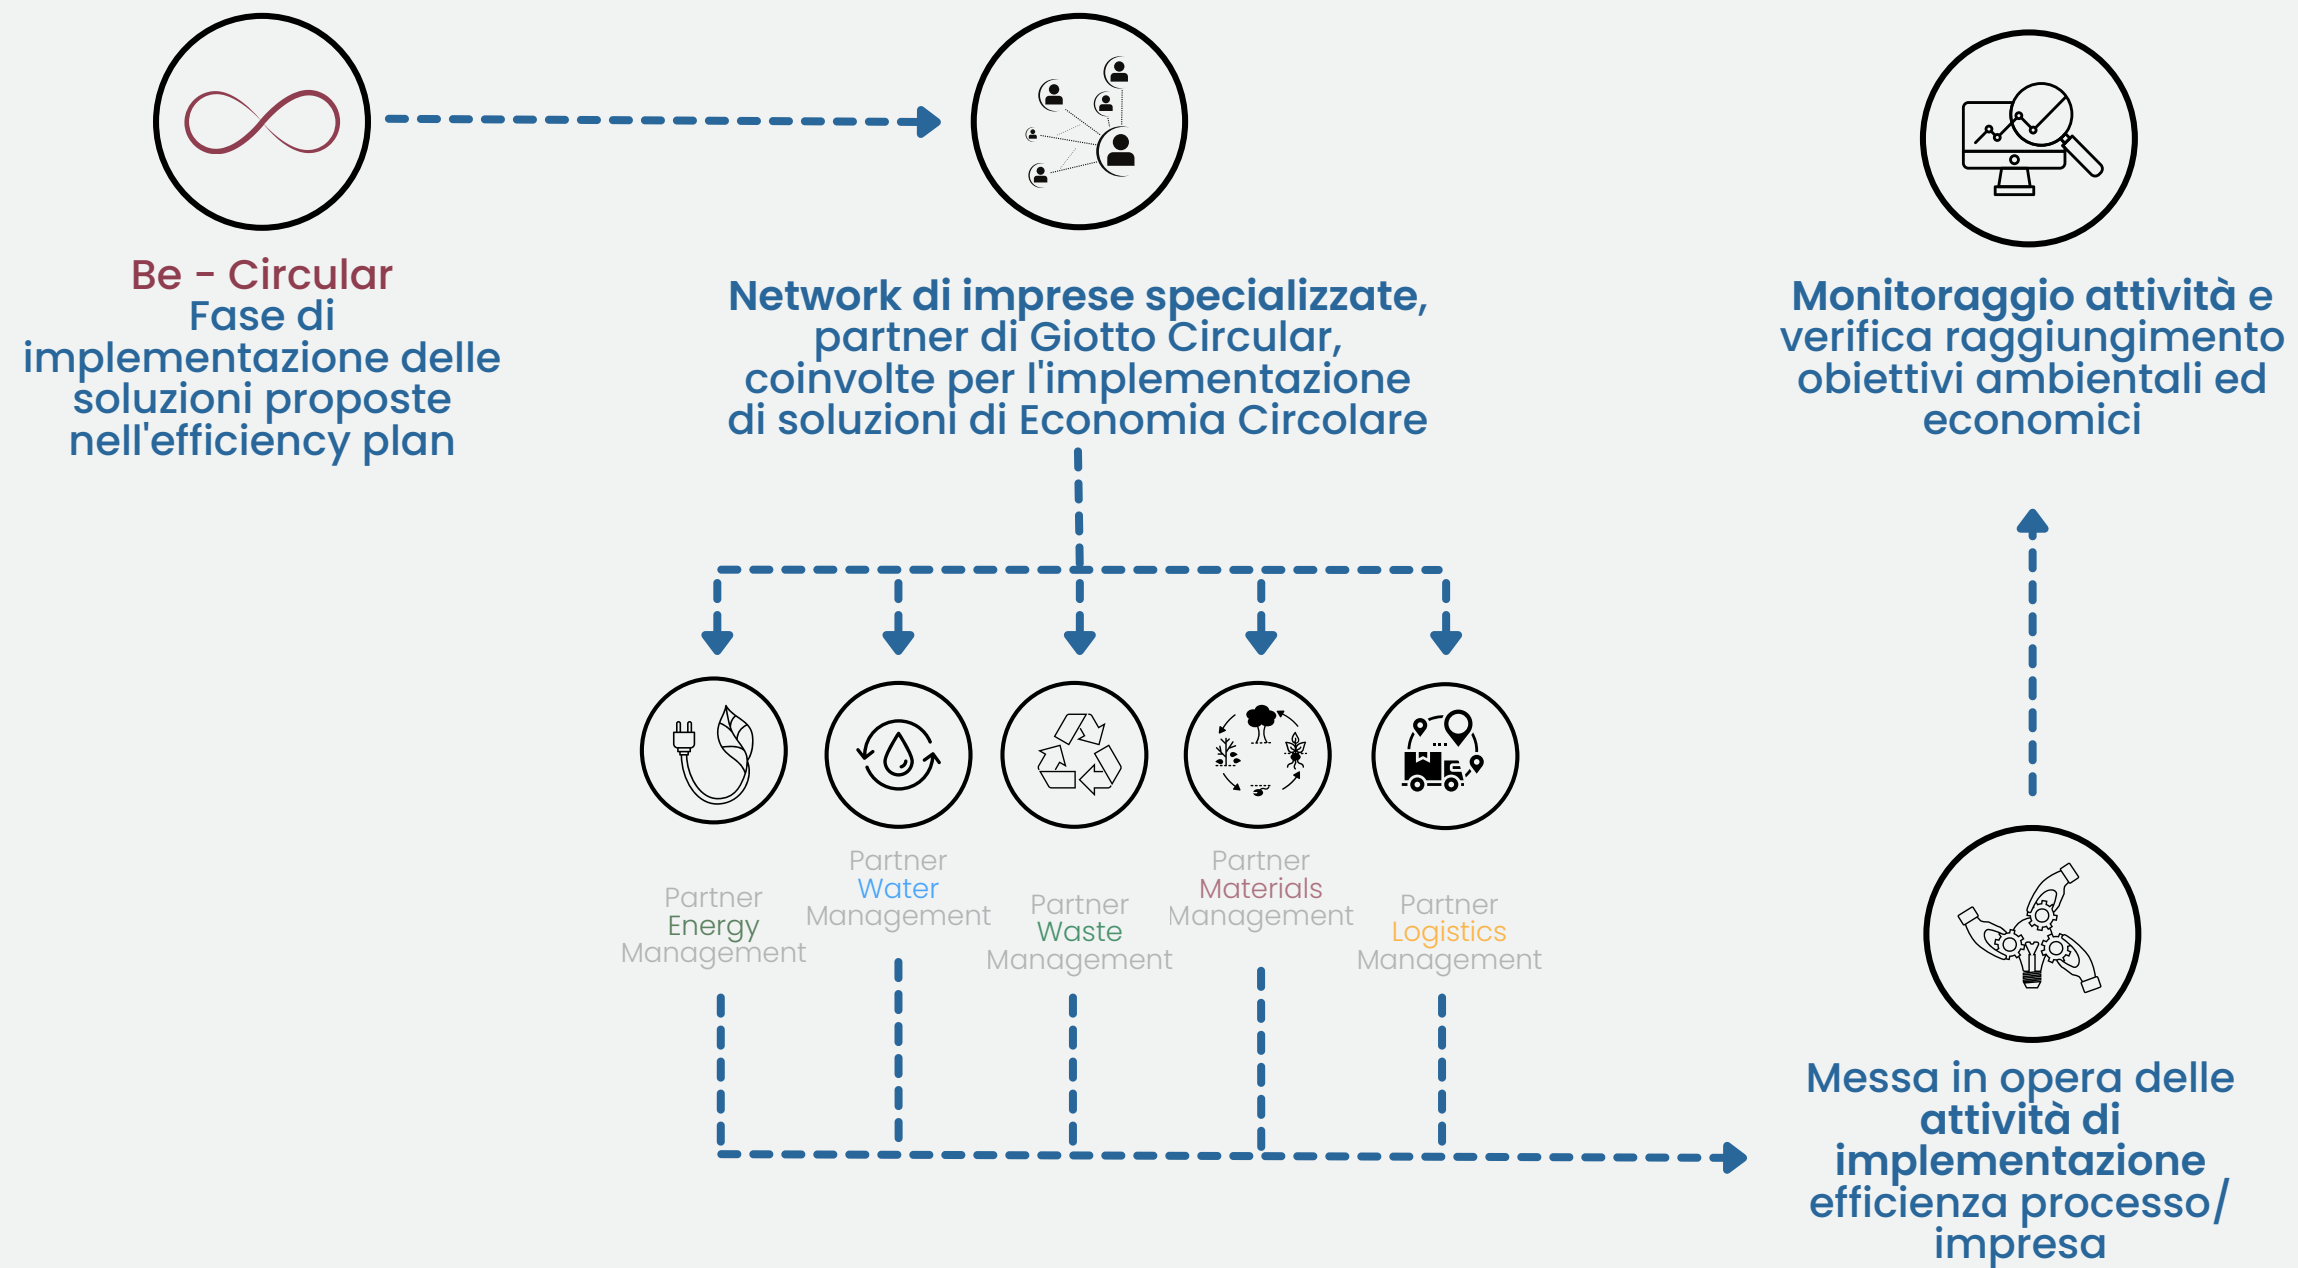 Be - Circular
Fase di
implementazione delle
soluzioni proposte
nell'efficiency plan
Network di imprese specializzate,
partner di Giotto Circular,
coinvolte per l'implementazione
di soluzioni di Economia Circolare
Monitoraggio attività e
verifica raggiungimento
obiettivi ambientali ed
economici
Partner
Energy
Management
Partner
Water
Management
Partner
Waste
Management
Partner
Materials
Management
Partner
Logistics
Management
Messa in opera delle
attività di
implementazione
efficienza processo/
impresa